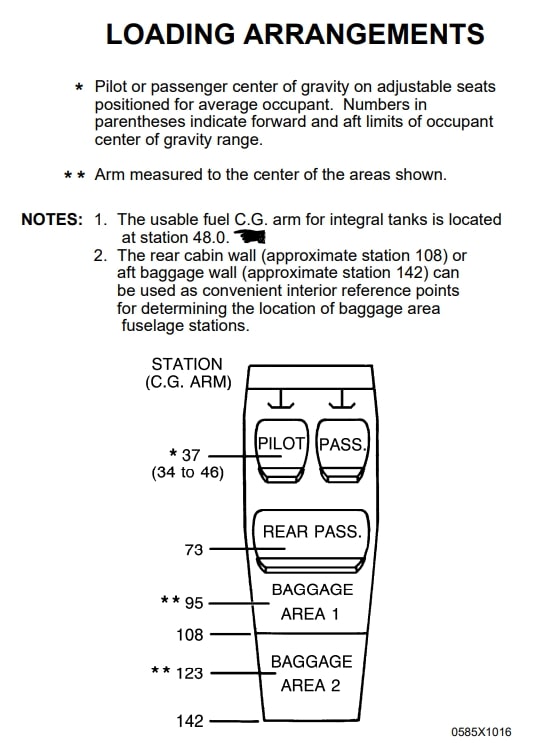 LOADING ARRANGEMENTS
* Pilot or passenger center of gravity on adjustable seats
positioned for average occupant. Numbers in
parentheses indicate forward and aft limits of occupant
center of gravity range.
** Arm measured to the center of the areas shown.
NOTES: 1. The usable fuel C.G. arm for integral tanks is located
at station 48.0.
2. The rear cabin wall (approximate station 108) or
aft baggage wall (approximate station 142) can
be used as convenient interior reference points
for determining the location of baggage area
fuselage stations.
STATION
(C.G. ARM)
PILOT PASS.
* 37
(34 to 46)
REAR PASS.
73
BAGGAGE
** 95
AREA 1
108
BAGGAGE
** 123
AREA 2
142
0585X1016